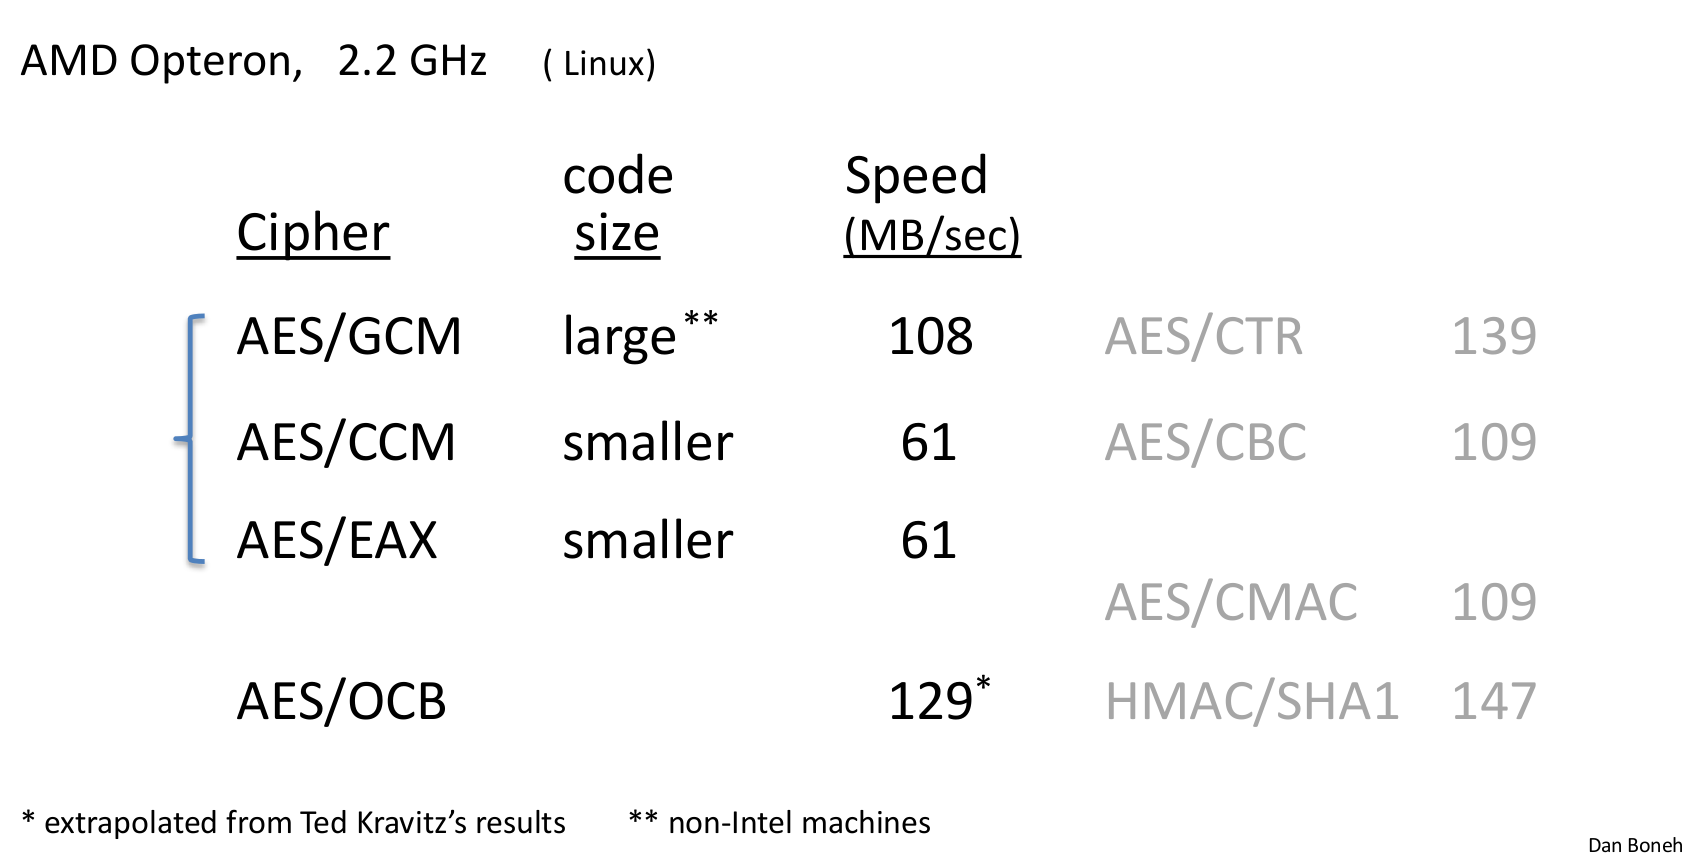 AMD Opteron, 2.2 GHz ( Linux)
code Speed
Cipher size (MB/sec)
AES/GCM large** 108 AES/CTR 139
AES/CCM smaller 61 AES/CBC 109
AES/EAX smaller 61
AES/CMAC 109
AES/OCB 129* HMAC/SHA1 147
* extrapolated from Ted Kravitz’s results ** non-Intel machines
Dan Boneh